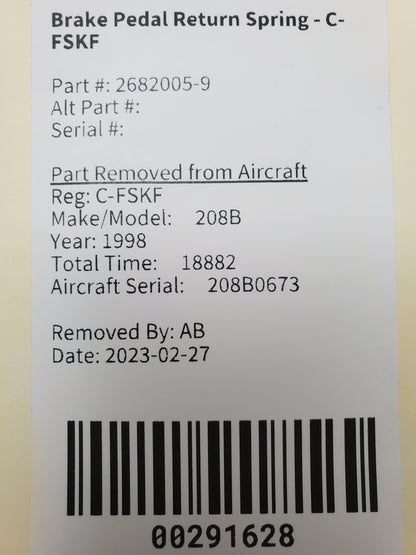 Brake Pedal Return Spring - C-
FSKF
Part #: 2682005-9
Alt Part #:
Serial #:
Part Removed from Aircraft
Reg: C-FSKF
Make/Model: 208B
Year: 1998
Total Time: 18882
Aircraft Serial: 208B0673
Removed By: AB
Date: 2023-02-27
00291628